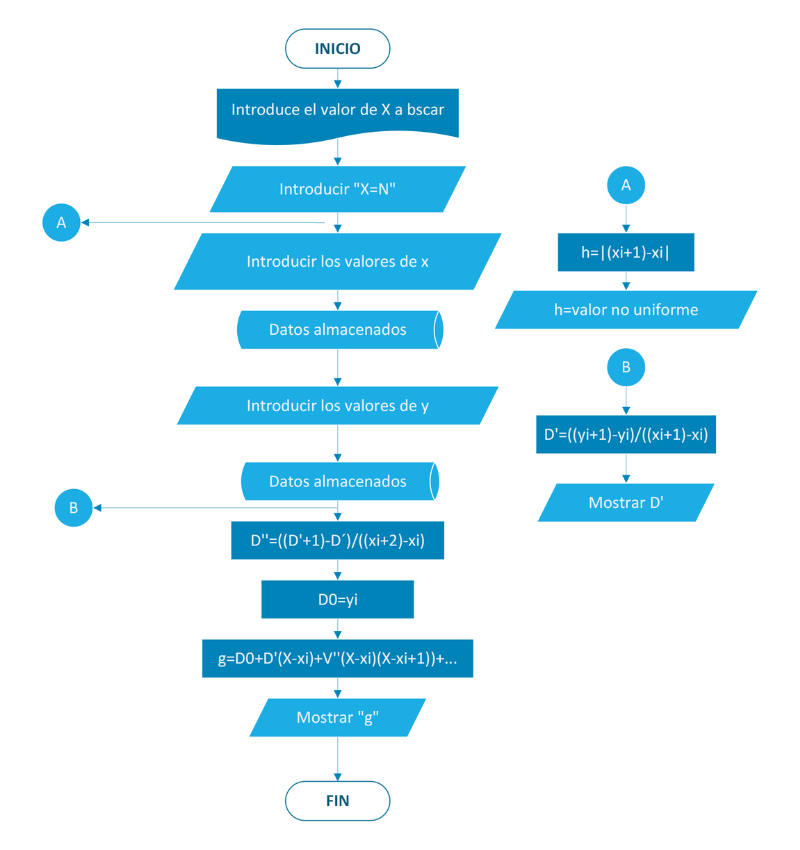 INICIO
Introduce el valor de X a bscar
Introducir "X=N"
A
Introducir los valores de x
Datos almacenados
Introducir los valores de y
Datos almacenados
B
D''=((D'+1)-D´)/((xi+2)-xi)
D0=yi
g=D0+D'(X-xi)+V''(X-xi)(X-xi+1))+...
Mostrar "g"
FIN
A
h=|(xi+1)-xi|
h=valor no uniforme
B
D'=((yi+1)-yi)/((xi+1)-xi)
Mostrar D'